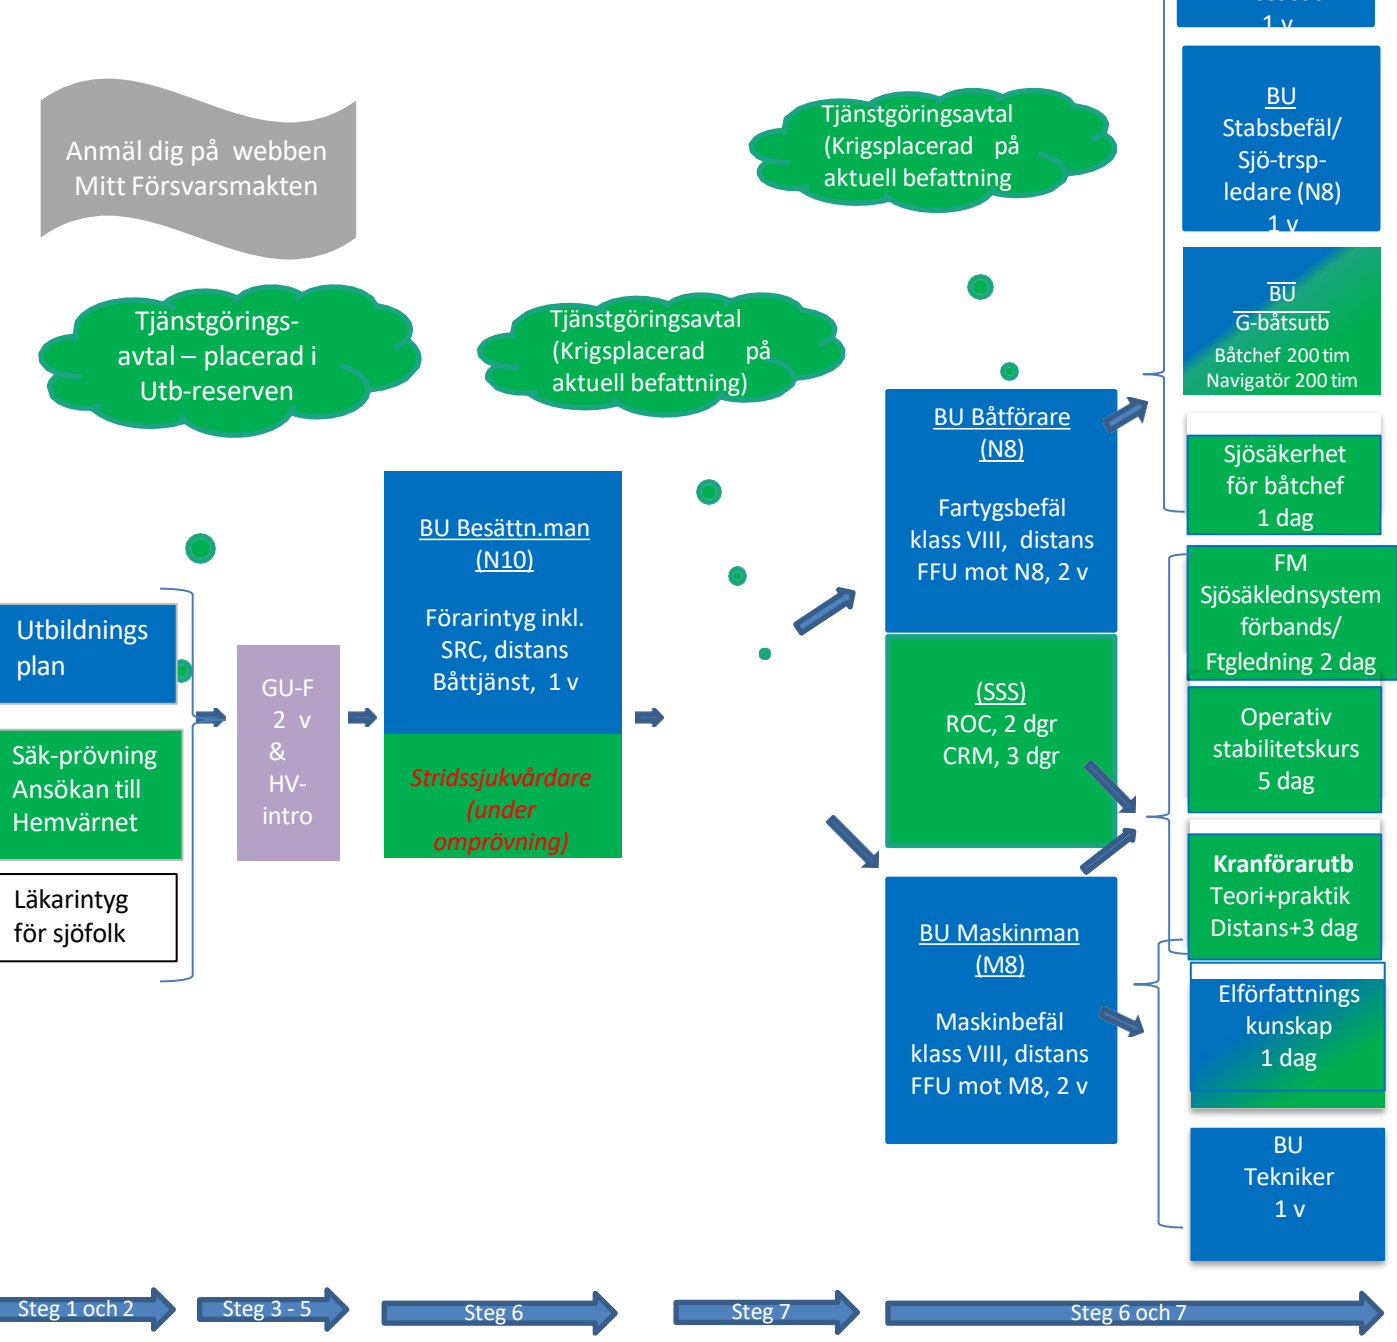 1 v
BU
Stabsbefäl/
Sjö-trsp-
ledare (N8)
1 v
Anmäl dig på webben
Mitt Försvarsmakten
Tjänstgöringsavtal
(Krigsplacerad på
aktuell befattning
Tjänstgörings-
avtal – placerad i
Utb-reserven
Tjänstgöringsavtal
(Krigsplacerad på
aktuell befattning)
BU
G-båtsutb
Båtchef 200 tim
Navigatör 200 tim
BU Båtförare
(N8)
Fartygsbefäl
klass VIII, distans
FFU mot N8, 2 v
Sjösäkerhet
för båtchef
1 dag
BU Besättn.man
(N10)
Förarintyg inkl.
SRC, distans
Båttjänst, 1 v
Stridssjukvårdare
(under
omprövning)
FM
Sjösäklednsystem
förbands/
Ftgledning 2 dag
Utbildnings
plan
Säk-prövning
Ansökan till
Hemvärnet
Läkarintyg
för sjöfolk
GU-F
2 v
&
HV-
intro
(SSS)
ROC, 2 dgr
CRM, 3 dgr
Operativ
stabilitetskurs
5 dag
Kranförarutb
Teori+praktik
Distans+3 dag
BU Maskinman
(M8)
Maskinbefäl
klass VIII, distans
FFU mot M8, 2 v
Elförfattnings
kunskap
1 dag
BU
Tekniker
1 v
Steg 1 och 2
Steg 3 - 5
Steg 6
Steg 7
Steg 6 och 7